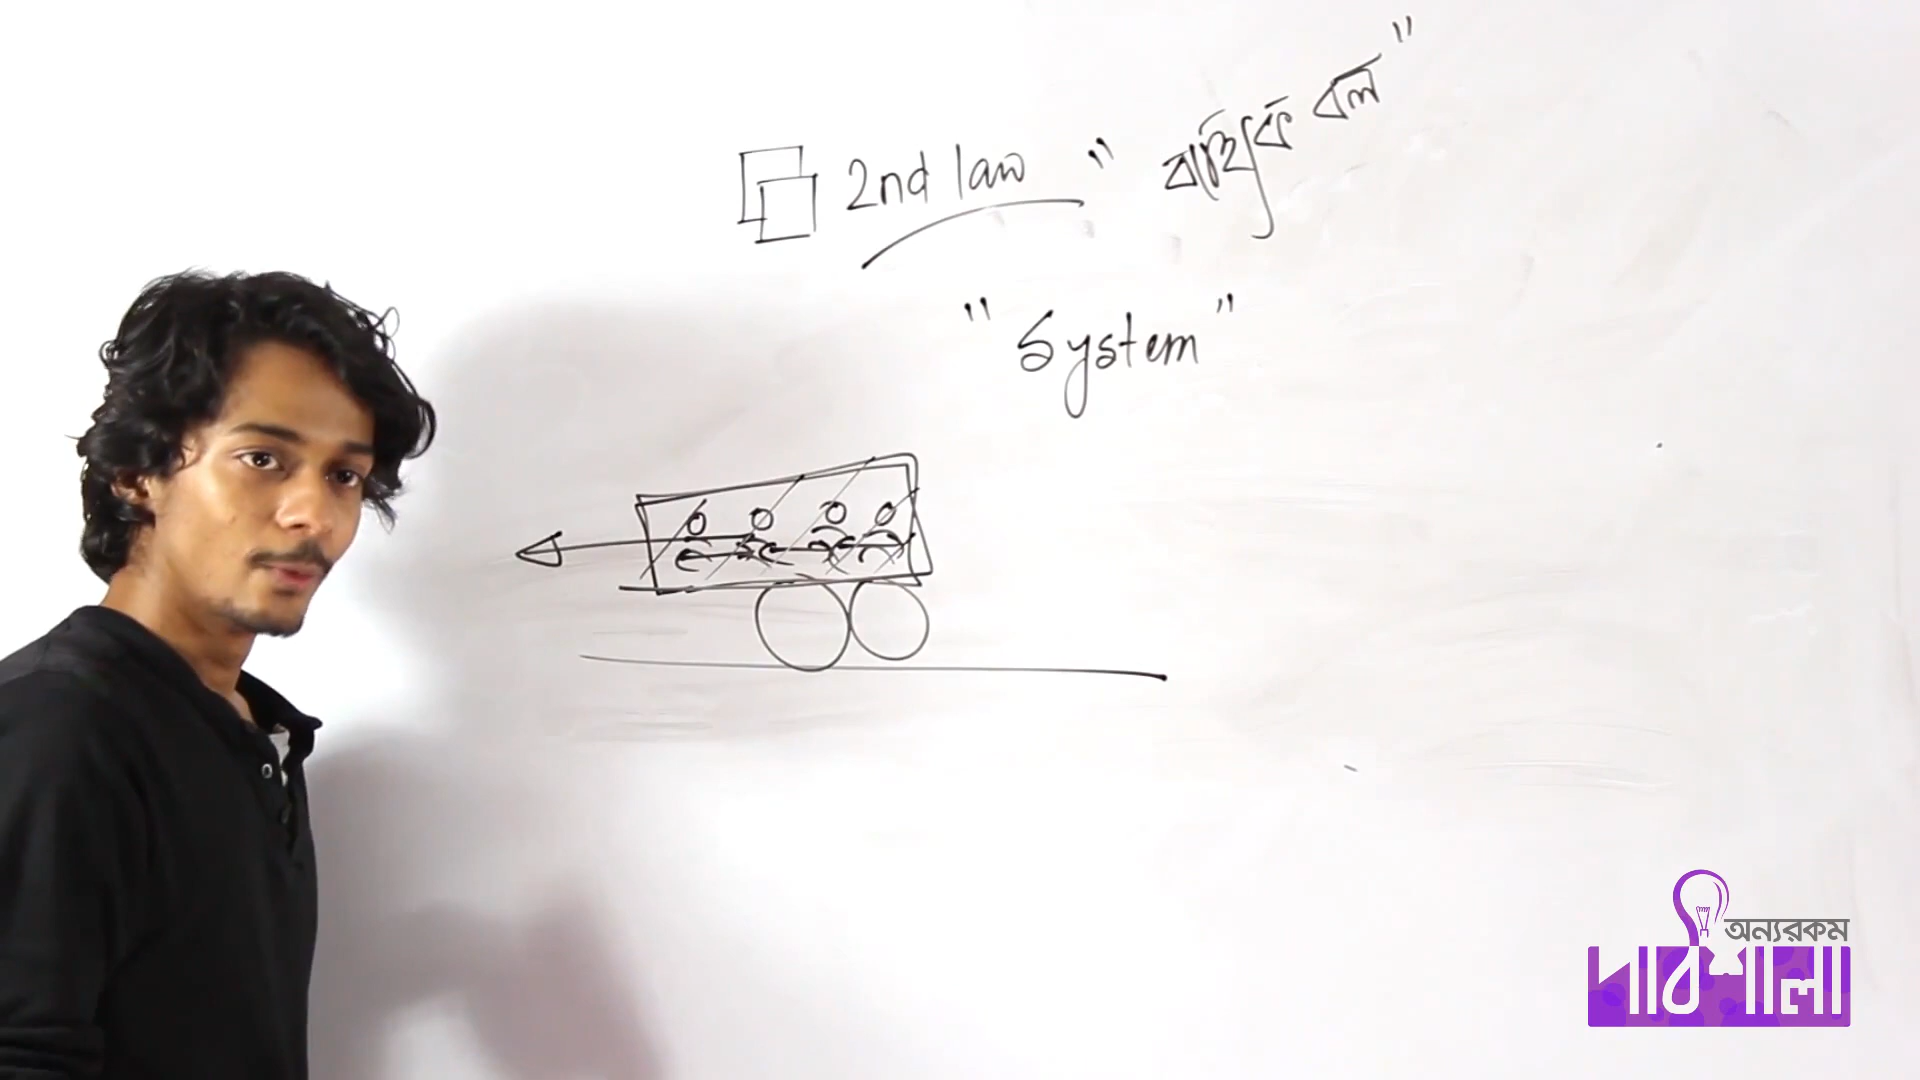 2nd law " বাহ্যিক বল "
" System "
অন্যরকম
পাঠশালা